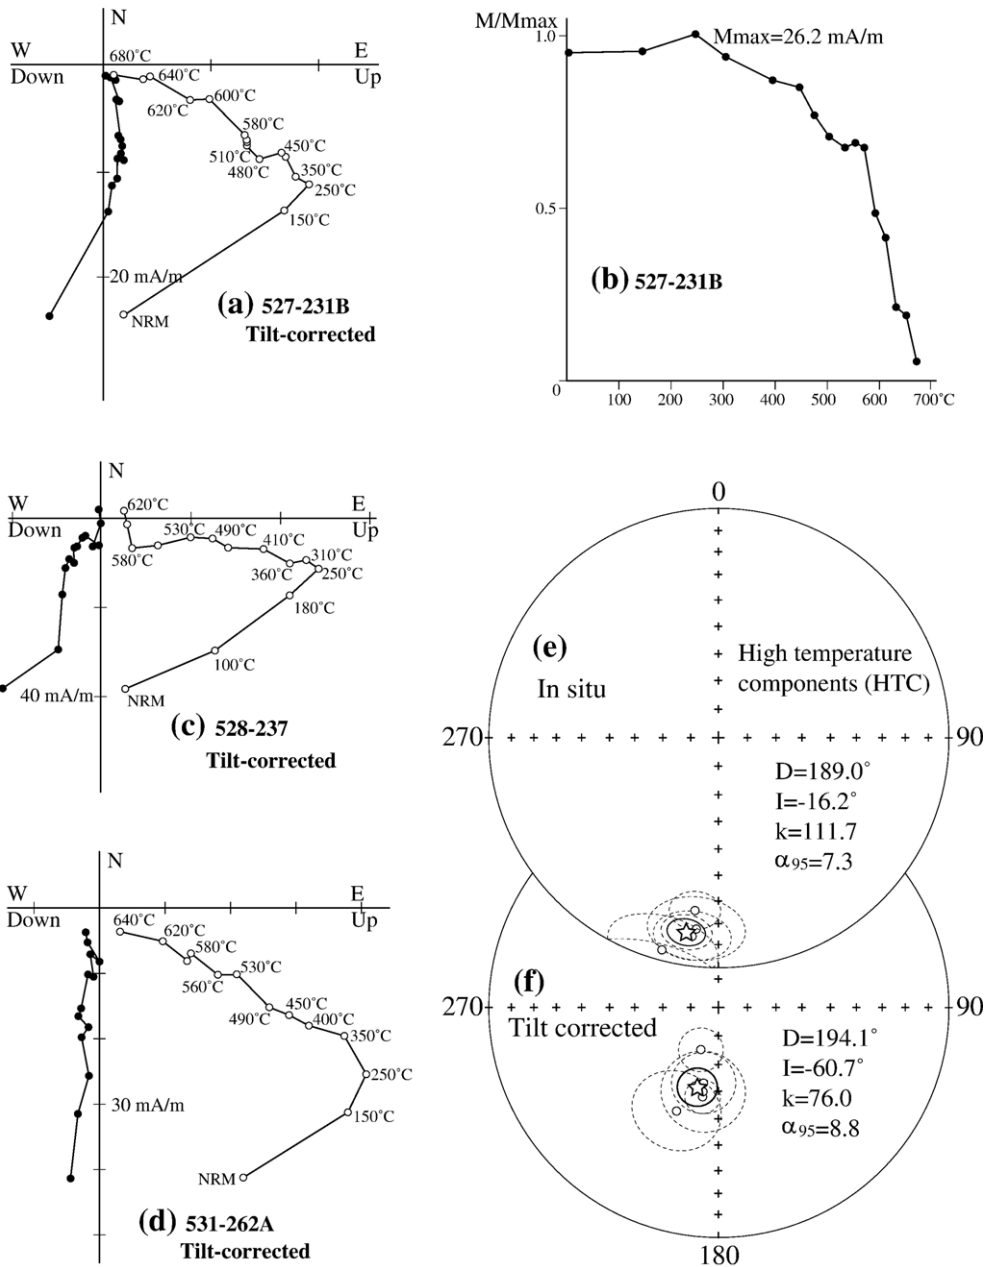 N
W
E
Down
Up
680°C
640°C
620°C
600°C
580°C
510°C
450°C
480°C
350°C
250°C
150°C
20 mA/m
NRM
(a) 527-231B
Tilt-corrected
M/Mmax
1.0
Mmax=26.2 mA/m
0.5
(b) 527-231B
0
100 200 300 400 500 600 700°C
N
W
E
Down
Up
620°C
530°C
490°C
410°C
580°C
360°C
310°C
250°C
180°C
100°C
40 mA/m
NRM
(c) 528-237
Tilt-corrected
N
W
E
Down
Up
640°C
620°C
580°C
560°C
530°C
450°C
490°C
400°C
350°C
250°C
150°C
30 mA/m
NRM
(d) 531-262A
Tilt-corrected
0
(e)
In situ
High temperature
components (HTC)
270
90
D=189.0°
I=-16.2°
k=111.7
α95=7.3
(f)
270
90
Tilt corrected
D=194.1°
I=-60.7°
k=76.0
α95=8.8
180